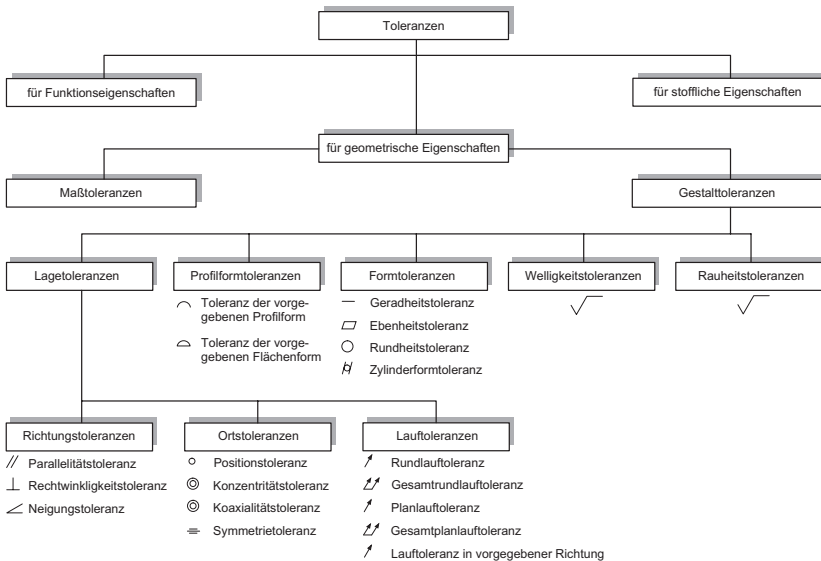 Toleranzen
für Funktionseigenschaften
für stoffliche Eigenschaften
für geometrische Eigenschaften
Maßtoleranzen
Gestalttoleranzen
Lagetoleranzen
Profilformtoleranzen
Formtoleranzen
Welligkeitstoleranzen
Rauheitstoleranzen
Toleranz der vorge-
gebenen Profilform
Toleranz der vorge-
gebenen Flächenform
Geradheitstoleranz
Ebenheitstoleranz
Rundheitstoleranz
Zylinderformtoleranz
Richtungstoleranzen
Parallelitätstoleranz
Rechtwinkligkeitstoleranz
Neigungstoleranz
Ortstoleranzen
Positionstoleranz
Konzentritätstoleranz
Koaxialitätstoleranz
Symmetrietoleranz
Lauftoleranzen
Rundlauftoleranz
Gesamtrundlauftoleranz
Planlauftoleranz
Gesamtplanlauftoleranz
Lauftoleranz in vorgegebener Richtung